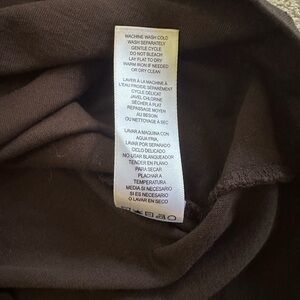 MACHINE WASH COLD
WASH SEPARATELY
GENTLE CYCLE
DO NOT BLEACH
LAY FLAT TO DRY
WARM IRON IF NEEDED
OR DRY CLEAN
LAVER À LA MACHINE À
L'EAU FROIDE SÉPARÉMENT
CYCLE DÉLICAT
JAVEL CHLORINE
SÉCHER À PLAT
REPASSAGE MOYEN
AU BESOIN
OU NETTOYAGE À SEC
LAVAR A MAQUINA CON
AGUA FRIA,
LAVAR POR SEPARADO
CICLO DELICADO
NO USAR BLANQUEADOR
TENDER EN PLANO
PARA SECAR
PLACHAR A
TEMPERATURA
MEDIA SI NECESARIO
SI ES NECESARIO
O LAVAR EN SECO